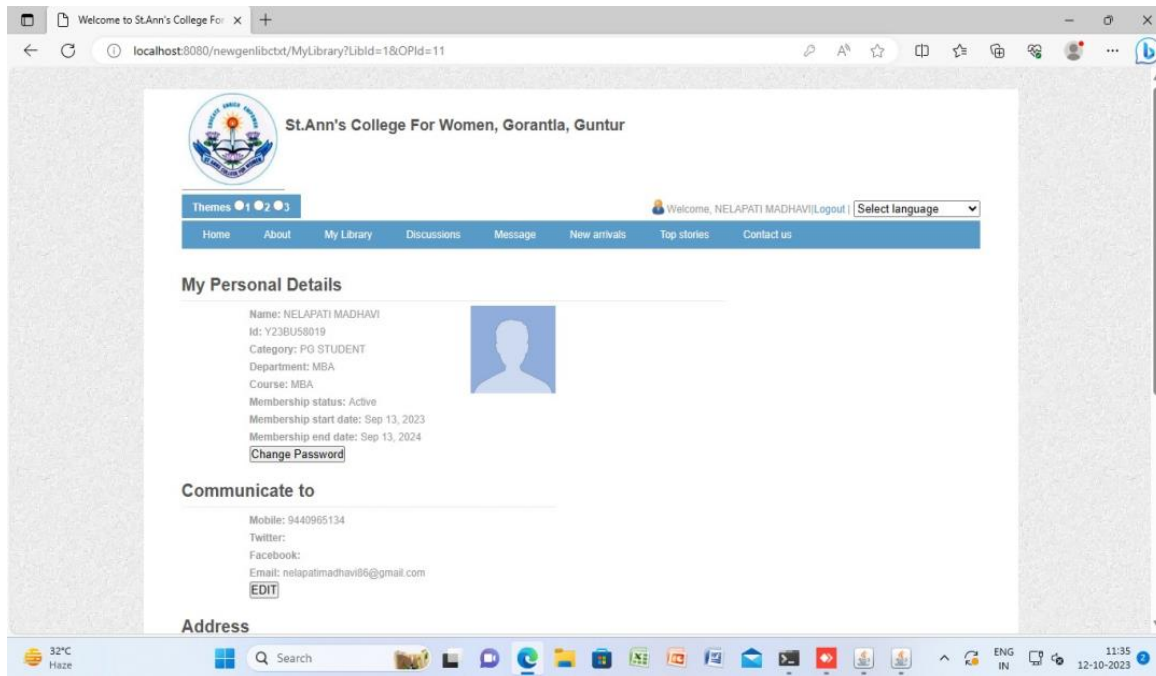 Welcome to St.Ann's College For
localhost:8080/newgenlibctxt/MyLibrary?LibId=1&OPId=11
St.Ann's College For Women, Gorantla, Guntur
Themes 1 2 3
Welcome, NELAPATI MADHAVI|Logout | Select language
Home About My Library Discussions Message New arrivals Top stories Contact us
My Personal Details
Name: NELAPATI MADHAVI
Id: Y23BU58019
Category: PG STUDENT
Department: MBA
Course: MBA
Membership status: Active
Membership start date: Sep 13, 2023
Membership end date: Sep 13, 2024
Change Password
Communicate to
Mobile: 9440965134
Twitter:
Facebook:
Email: nelapatimadhavi86@gmail.com
EDIT
Address
32°C
Haze
Search
ENG
IN
11:35
12-10-2023
2